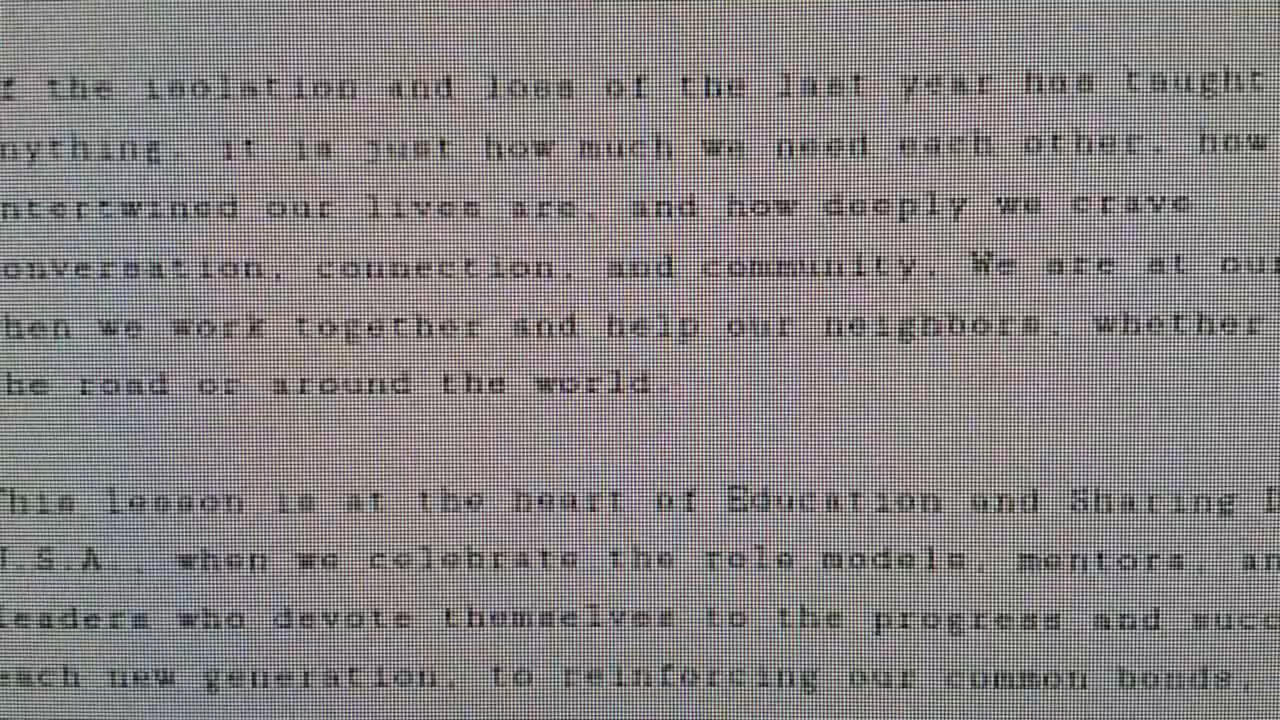 f the isolation and loss of the last year has taught
nything, it is just how much we need each other, how
ntertwined our lives are, and how deeply we crave
onversation, connection, and community. We are at our
hen we work together and help our neighbors, whether
he road or around the world.
This lesson is at the heart of Education and Sharing D
U.S.A., when we celebrate the role models, mentors, an
leaders who devote themselves to the progress and succ
each new generation, to reinforcing our common bonds,